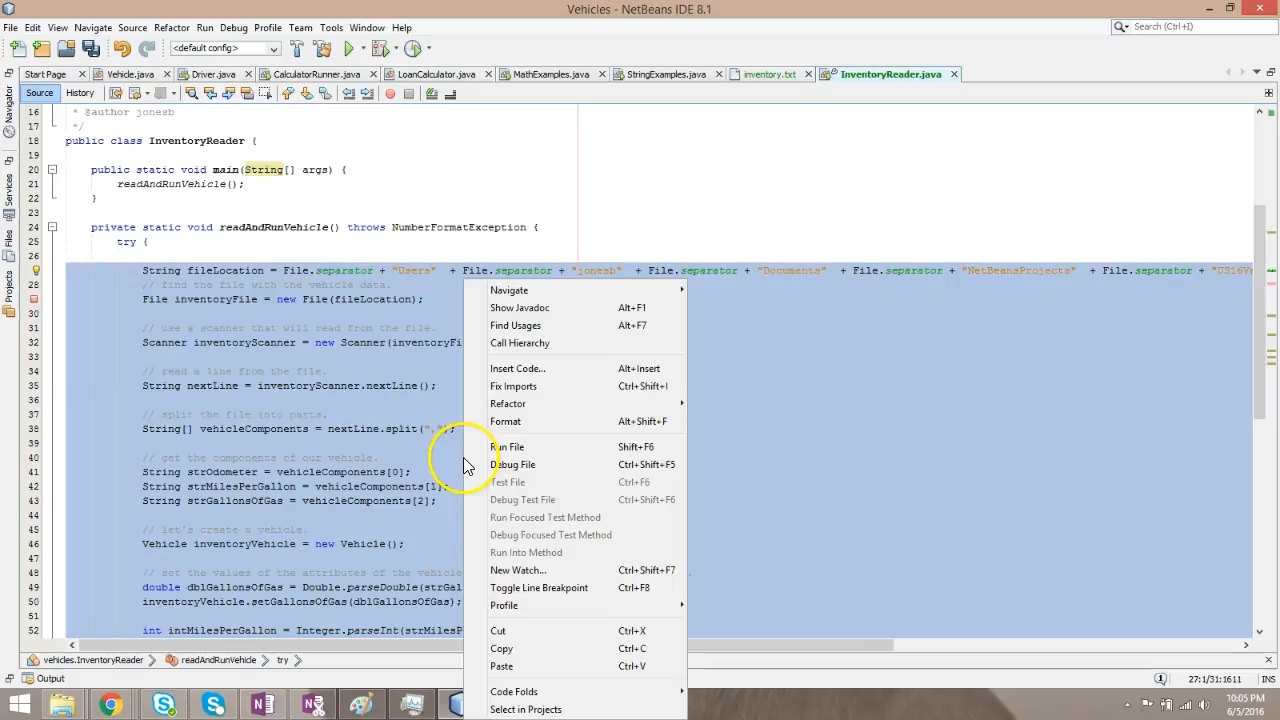 Vehicles - NetBeans IDE 8.1
File Edit View Navigate Source Refactor Run Debug Profile Team Tools Window Help
Search (Ctrl+I)
<default config>
Start Page Vehicle.java Driver.java CalculatorRunner.java LoanCalculator.java MathExamples.java StringExamples.java inventory.txt InventoryReader.java
Source History
Navigator
Services
Files
Projects
16 * @author jonesb
17 */
18 public class InventoryReader {
19
20 public static void main(String[] args) {
21 readAndRunVehicle();
22 }
23
24 private static void readAndRunVehicle() throws NumberFormatException {
25 try {
26
String fileLocation = File.separator + "Users" + File.separator + "jonesb" + File.separator + "Documents" + File.separator + "NetBeansProjects" + File.separator + "US16Ve
28 // find the file with the vehicle data.
File inventoryFile = new File(fileLocation);
30
31 // use a scanner that will read from the file.
32 Scanner inventoryScanner = new Scanner(inventoryFi
33
34 // read a line from the file.
35 String nextLine = inventoryScanner.nextLine();
36
37 // split the file into parts.
38 String[] vehicleComponents = nextLine.split(",");
39
40 // get the components of our vehicle.
41 String strOdometer = vehicleComponents[0];
42 String strMilesPerGallon = vehicleComponents[1];
43 String strGallonsOfGas = vehicleComponents[2];
44
45 // let's create a vehicle.
46 Vehicle inventoryVehicle = new Vehicle();
47
48 // set the values of the attributes of the vehicle
49 double dblGallonsOfGas = Double.parseDouble(strGal
50 inventoryVehicle.setGallonsOfGas(dblGallonsOfGas);
51
52 int intMilesPerGallon = Integer.parseInt(strMilesP
Navigate
Show Javadoc Alt+F1
Find Usages Alt+F7
Call Hierarchy
Insert Code... Alt+Insert
Fix Imports Ctrl+Shift+I
Refactor
Format Alt+Shift+F
Run File Shift+F6
Debug File Ctrl+Shift+F5
Test File Ctrl+F6
Debug Test File Ctrl+Shift+F6
Run Focused Test Method
Debug Focused Test Method
Run Into Method
New Watch... Ctrl+Shift+F7
Toggle Line Breakpoint Ctrl+F8
Profile
Cut Ctrl+X
Copy Ctrl+C
Paste Ctrl+V
Code Folds
Select in Projects
vehicles.InventoryReader readAndRunVehicle try
Output
1 27:1/31:1611 INS
10:05 PM
6/5/2016